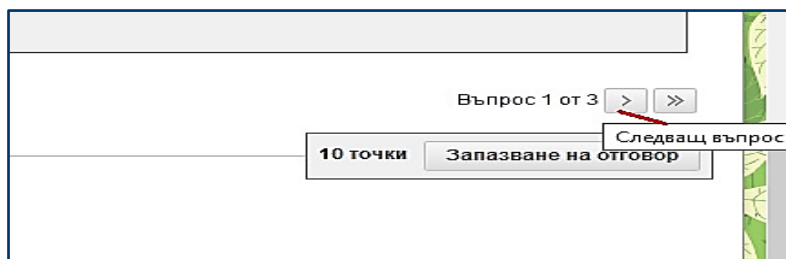 Въпрос 1 от 3 > >>
Следващ въпрос
10 точки Запазване на отговор